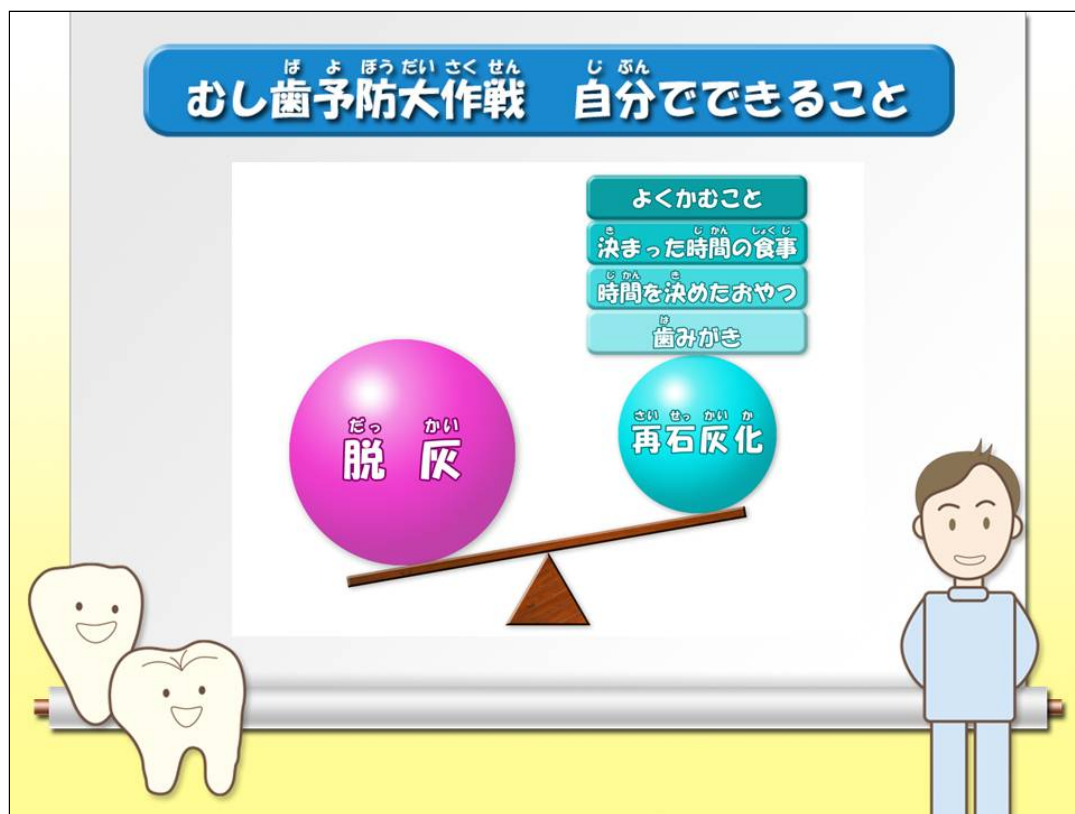 むし歯予防大作戦　自分でできること
よくかむこと
決まった時間の食事
時間を決めたおやつ
歯みがき
脱　灰
再石灰化